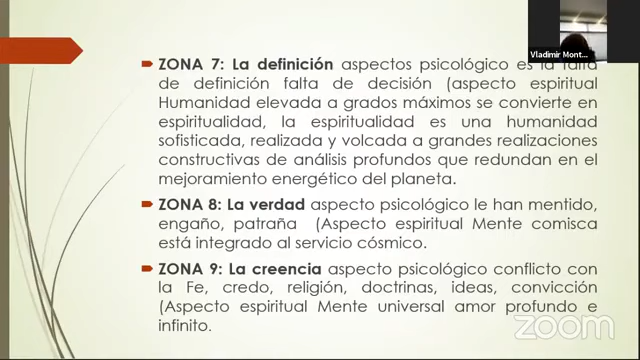 Vladimir Mont...
ZONA 7: La definición aspectos psicológico es la falta
de definición falta de decisión (aspecto espiritual
Humanidad elevada a grados máximos se convierte en
espiritualidad, la espiritualidad es una humanidad
sofisticada, realizada y volcada a grandes realizaciones
constructivas de análisis profundos que redundan en el
mejoramiento energético del planeta.
ZONA 8: La verdad aspecto psicológico le han mentido,
engaño, patraña (Aspecto espiritual Mente comisca
está integrado al servicio cósmico.
ZONA 9: La creencia aspecto psicológico conflicto con
la Fe, credo, religión, doctrinas, ideas, convicción
(Aspecto espiritual Mente universal amor profundo e
infinito.
zoom